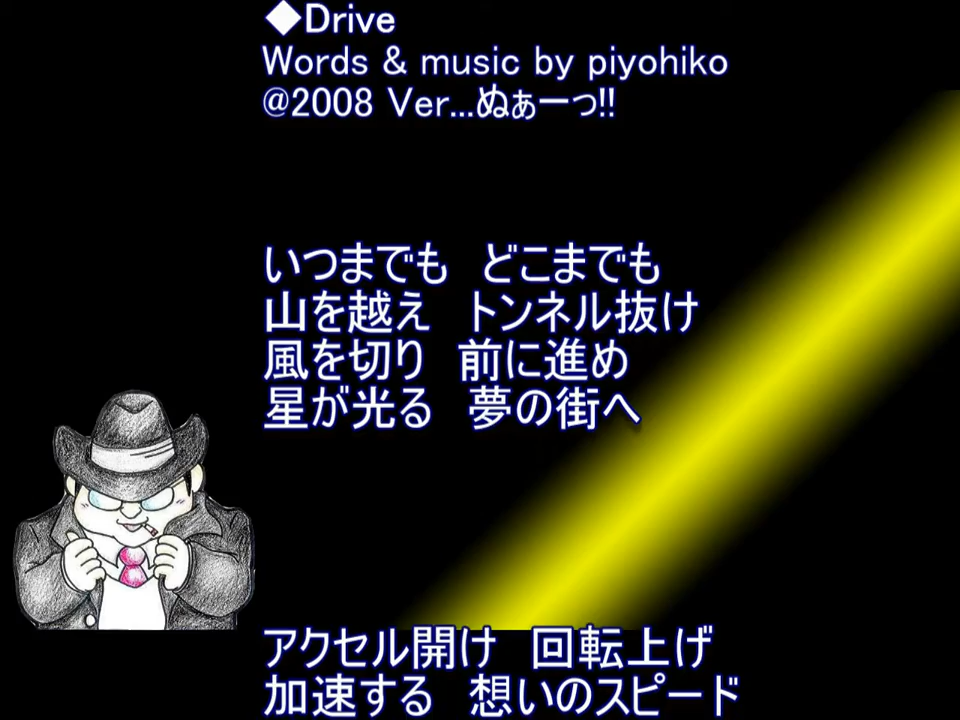 ◆Drive
Words & music by piyohiko
@2008 Ver...ぬぁーっ!!
いつまでも　どこまでも
山を越え　トンネル抜け
風を切り　前に進め
星が光る　夢の街へ
アクセル開け　回転上げ
加速する　想いのスピード